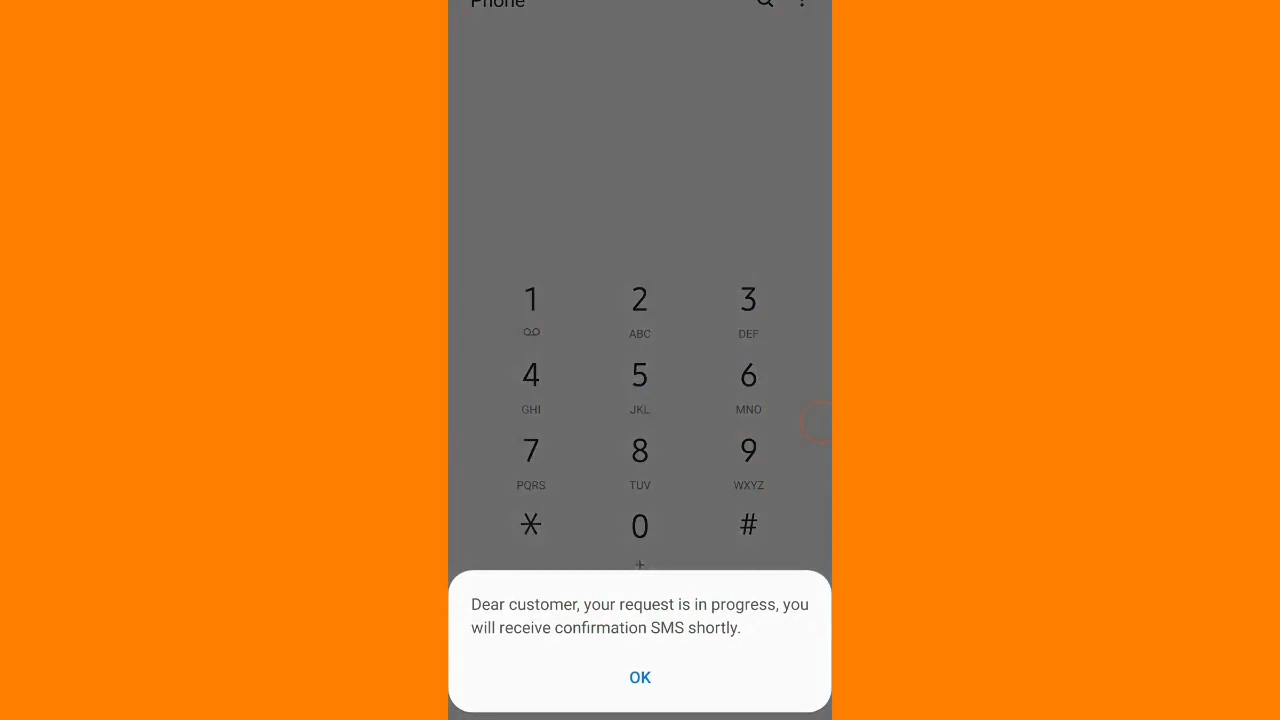 Phone
1 2 3
ABC DEF
4 5 6
GHI JKL MNO
7 8 9
PQRS TUV WXYZ
* 0 #
+
Dear customer, your request is in progress, you
will receive confirmation SMS shortly.
OK